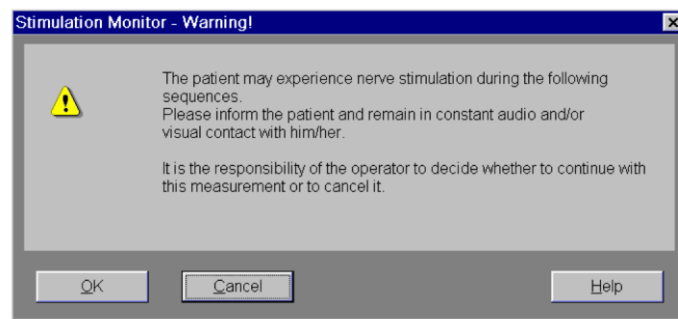 Stimulation Monitor - Warning!
The patient may experience nerve stimulation during the following
sequences.
Please inform the patient and remain in constant audio and/or
visual contact with him/her.
It is the responsibility of the operator to decide whether to continue with
this measurement or to cancel it.
OK
Cancel
Help